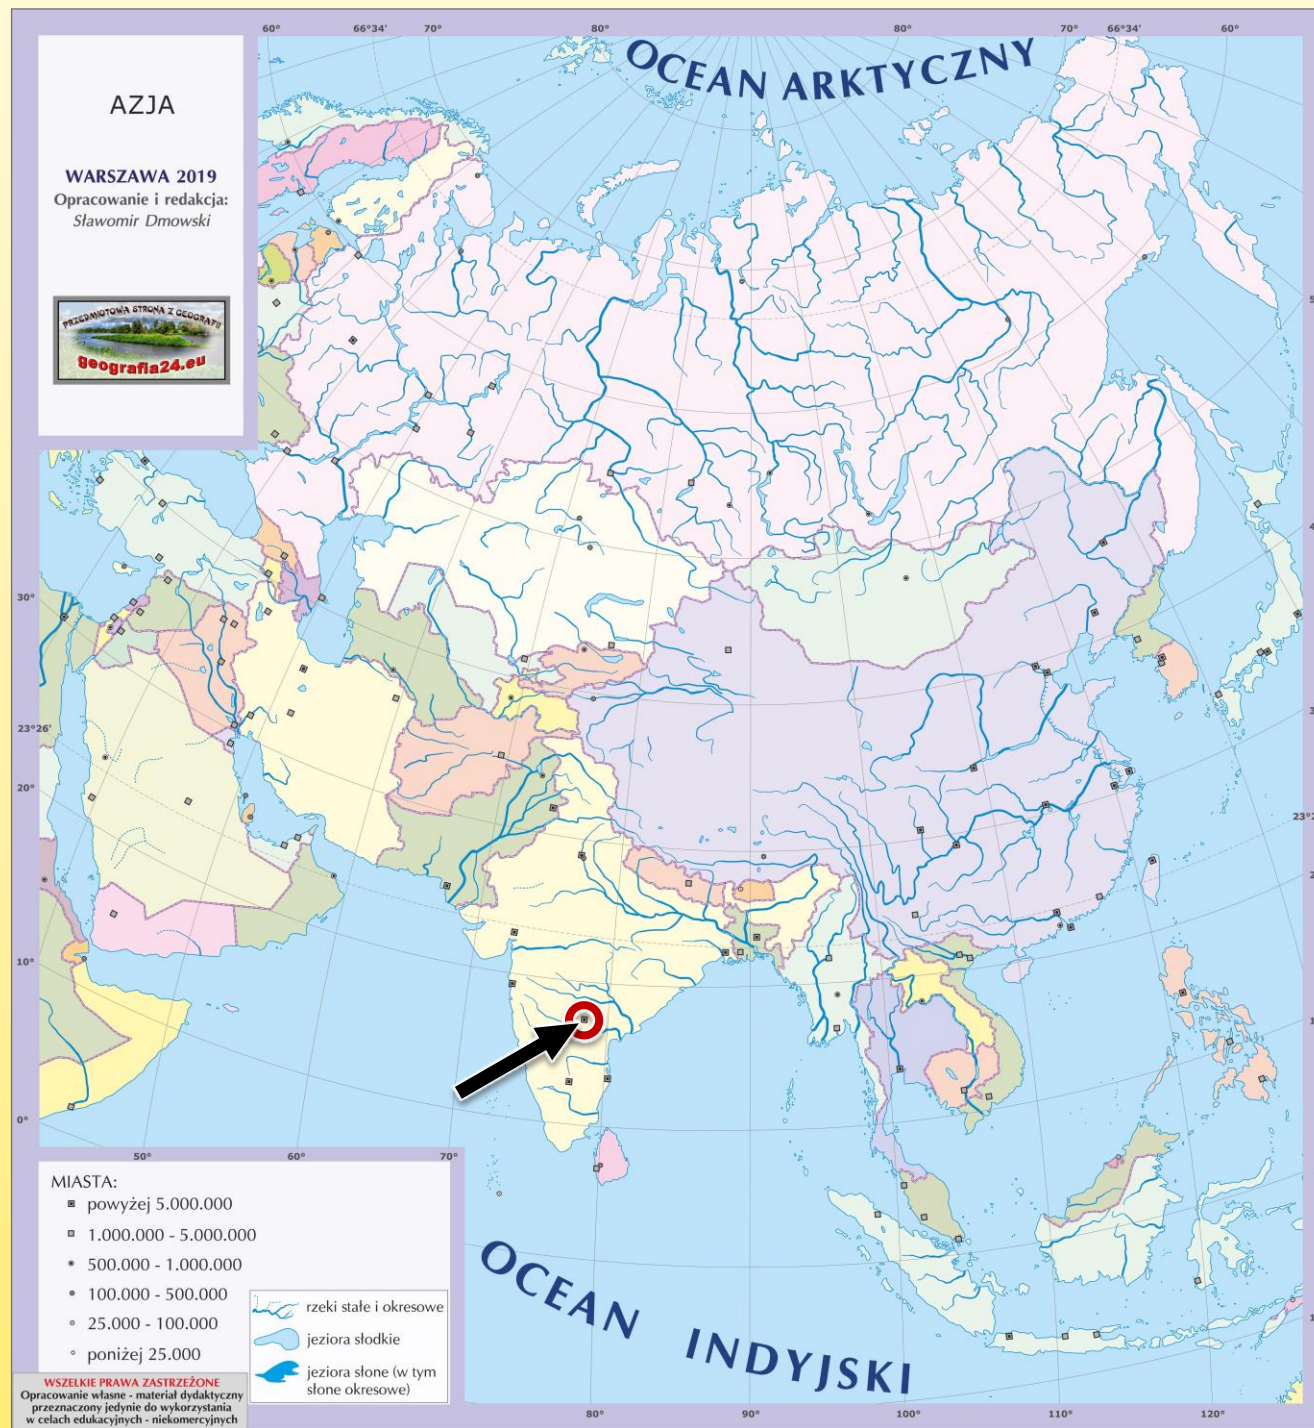 60°
66°34'
70°
80°
80°
70°
66°34'
60°
AZJA
WARSZAWA 2019
Opracowanie i redakcja:
Sławomir Dmowski
PRZEDMIOTOWA STRONA Z GEOGRAFII
geografia24.eu
OCEAN ARKTYCZNY
30°
23°26'
20°
10°
0°
50°
60°
70°
MIASTA:
powyżej 5.000.000
1.000.000 - 5.000.000
500.000 - 1.000.000
100.000 - 500.000
25.000 - 100.000
poniżej 25.000
rzeki stałe i okresowe
jeziora słodkie
jeziora słone (w tym
słone okresowe)
OCEAN INDYJSKI
WSZELKIE PRAWA ZASTRZEŻONE
Opracowanie własne - materiał dydaktyczny
przeznaczony jedynie do wykorzystania
w celach edukacyjnych - niekomercyjnych
80°
90°
100°
110°
120°